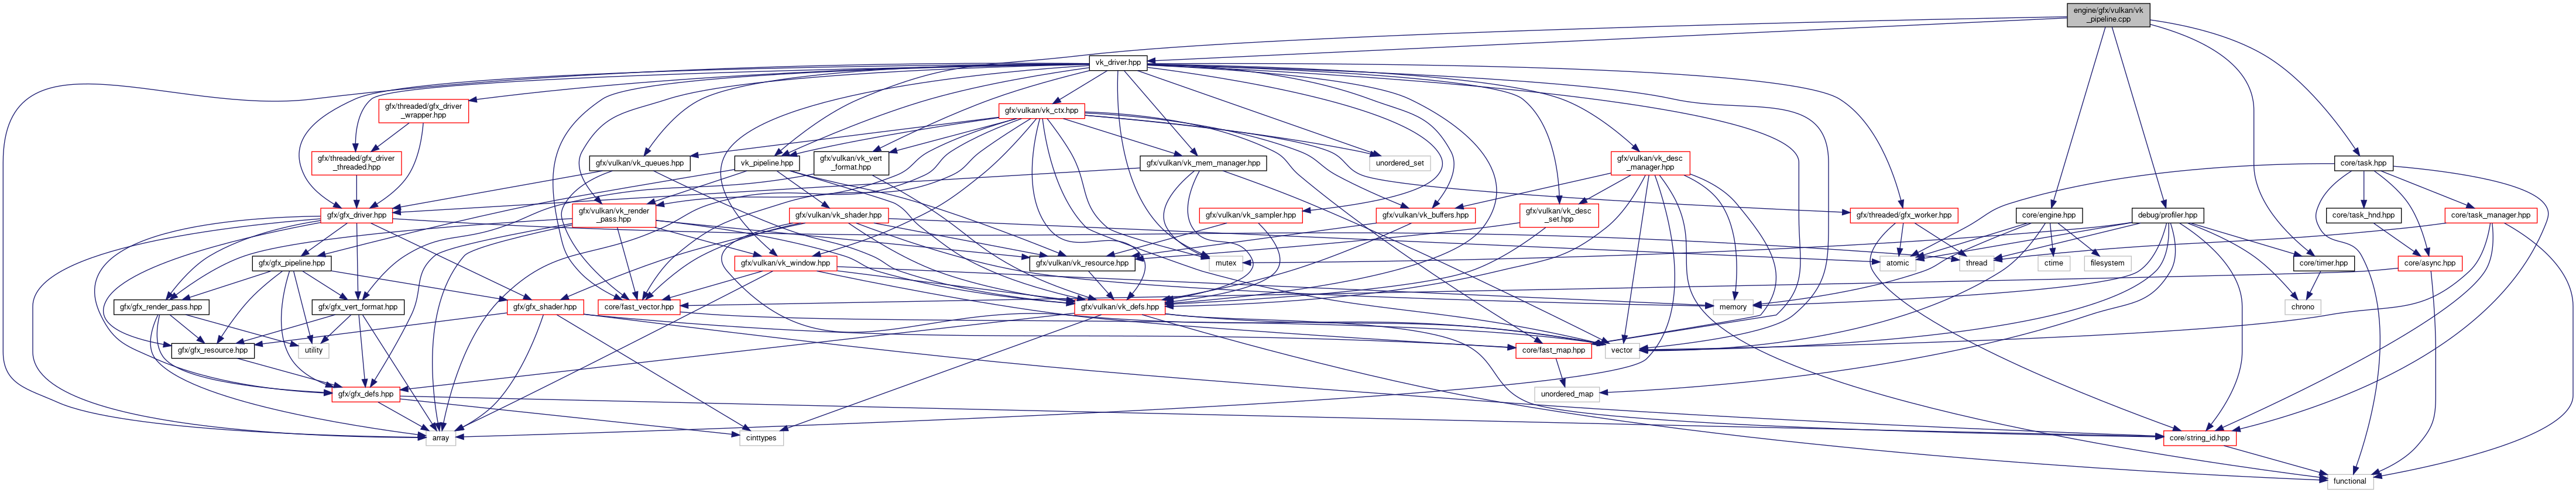 engine/gfx/vulkan/vk
_pipeline.cpp
vk_driver.hpp
gfx/threaded/gfx_driver
_wrapper.hpp
gfx/vulkan/vk_ctx.hpp
gfx/threaded/gfx_driver
_threaded.hpp
gfx/vulkan/vk_queues.hpp
vk_pipeline.hpp
gfx/vulkan/vk_vert
_format.hpp
gfx/vulkan/vk_mem_manager.hpp
unordered_set
gfx/vulkan/vk_desc
_manager.hpp
core/task.hpp
gfx/gfx_driver.hpp
gfx/vulkan/vk_render
_pass.hpp
gfx/vulkan/vk_shader.hpp
gfx/vulkan/vk_sampler.hpp
gfx/vulkan/vk_buffers.hpp
gfx/vulkan/vk_desc
_set.hpp
gfx/threaded/gfx_worker.hpp
core/engine.hpp
debug/profiler.hpp
core/task_hnd.hpp
core/task_manager.hpp
gfx/gfx_pipeline.hpp
gfx/vulkan/vk_window.hpp
gfx/vulkan/vk_resource.hpp
mutex
atomic
thread
ctime
filesystem
core/timer.hpp
core/async.hpp
gfx/gfx_render_pass.hpp
gfx/gfx_vert_format.hpp
gfx/gfx_shader.hpp
core/fast_vector.hpp
gfx/vulkan/vk_defs.hpp
memory
chrono
gfx/gfx_resource.hpp
utility
core/fast_map.hpp
vector
gfx/gfx_defs.hpp
unordered_map
array
cinttypes
core/string_id.hpp
functional